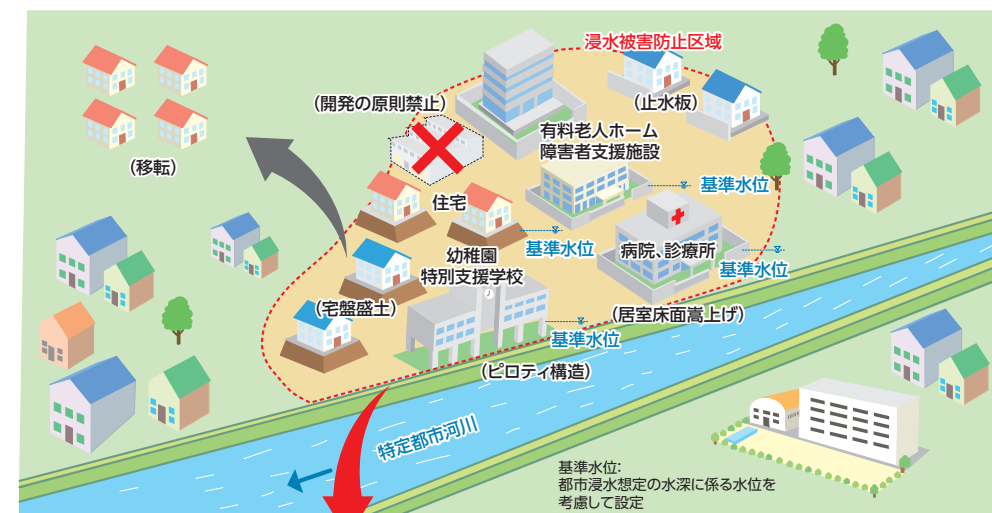 浸水被害防止区域
(開発の原則禁止)
(止水板)
有料老人ホーム
障害者支援施設
(移転)
基準水位
住宅
基準水位
幼稚園
特別支援学校
病院、診療所
基準水位
(宅盤盛土)
(居室床面嵩上げ)
基準水位
(ピロティ構造)
特定都市河川
基準水位:
都市浸水想定の水深に係る水位を
考慮して設定